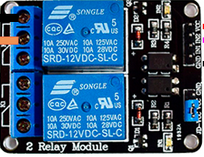 SONGLE
10A 250VAC 10A 125VAC
10A 30VDC 10A 28VDC
SRD-12VDC-SL-C
SONGLE
10A 250VAC 10A 125VAC
10A 30VDC 10A 28VDC
SRD-12VDC-SL-C
2 Relay Module